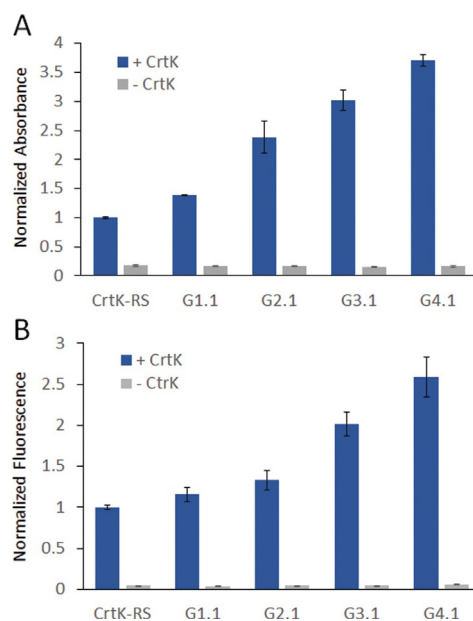 A
Normalized Absorbance
4
3.5
3
2.5
2
1.5
1
0.5
0
+ CrtK
- CrtK
CrtK-RS G1.1 G2.1 G3.1 G4.1
B
Normalized Fluorescence
3
2.5
2
1.5
1
0.5
0
+ CrtK
- CtrK
CrtK-RS G1.1 G2.1 G3.1 G4.1